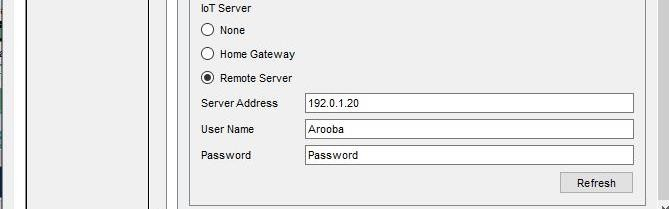 IoT Server
None
Home Gateway
Remote Server
Server Address 192.0.1.20
User Name Arooba
Password Password
Refresh